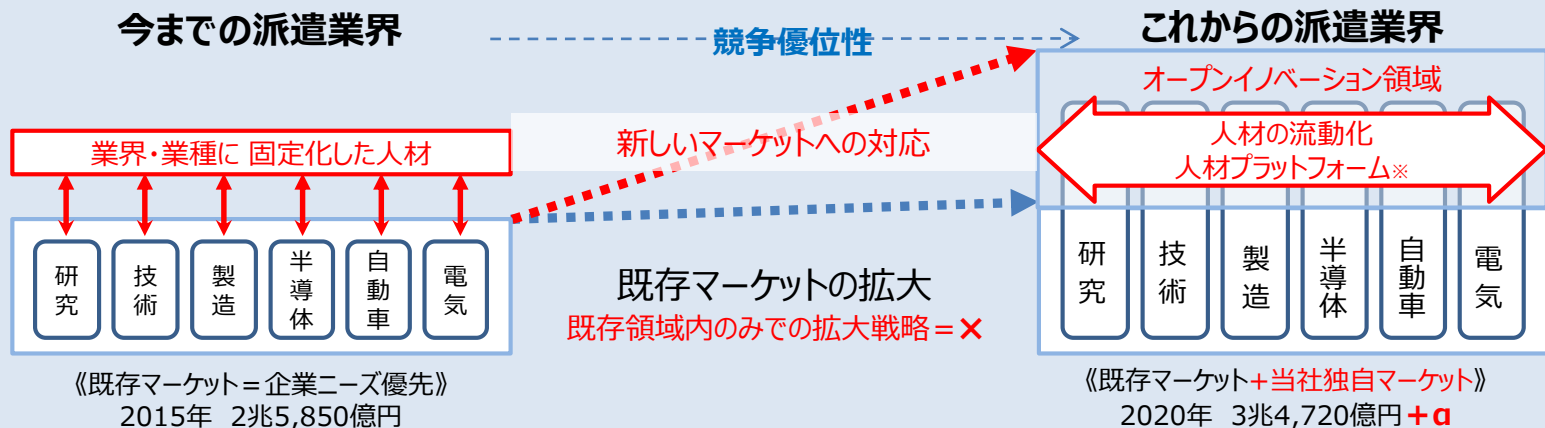 今までの派遣業界
競争優位性
これからの派遣業界
業界・業種に 固定化した人材
研究
技術
製造
半導体
自動車
電気
《既存マーケット＝企業ニーズ優先》
2015年 2兆5,850億円
新しいマーケットへの対応
既存マーケットの拡大
既存領域内のみでの拡大戦略＝×
オープンイノベーション領域
人材の流動化
人材プラットフォーム※
研究
技術
製造
半導体
自動車
電気
《既存マーケット+当社独自マーケット》
2020年 3兆4,720億円+α